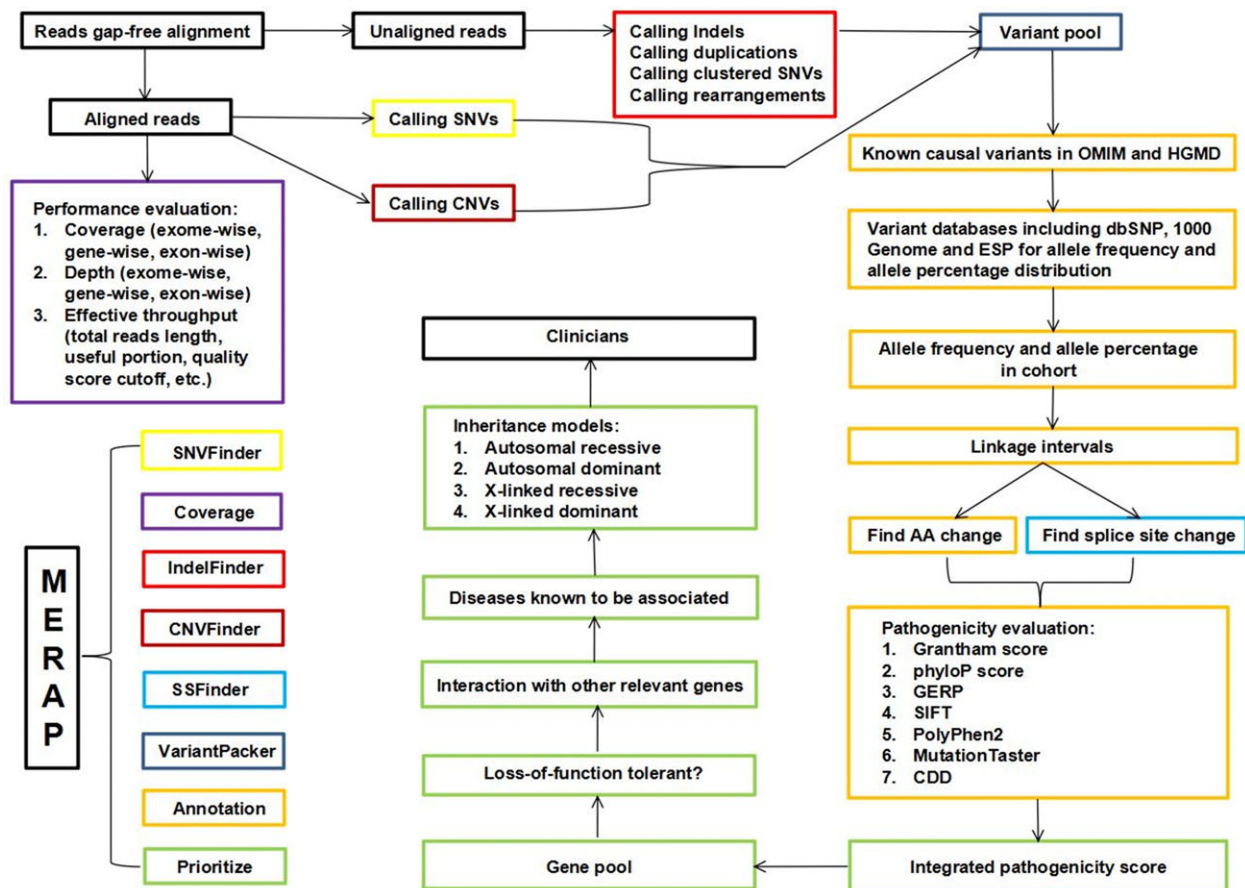 Reads gap-free alignment
Unaligned reads
Calling Indels
Calling duplications
Calling clustered SNVs
Calling rearrangements
Variant pool
Aligned reads
Calling SNVs
Calling CNVs
Known causal variants in OMIM and HGMD
Performance evaluation:
1. Coverage (exome-wise,
gene-wise, exon-wise)
2. Depth (exome-wise,
gene-wise, exon-wise)
3. Effective throughput
(total reads length,
useful portion, quality
score cutoff, etc.)
Variant databases including dbSNP, 1000
Genome and ESP for allele frequency and
allele percentage distribution
Allele frequency and allele percentage
in cohort
Linkage intervals
Find AA change
Find splice site change
Pathogenicity evaluation:
1. Grantham score
2. phyloP score
3. GERP
4. SIFT
5. PolyPhen2
6. MutationTaster
7. CDD
Integrated pathogenicity score
Gene pool
Loss-of-function tolerant?
Interaction with other relevant genes
Diseases known to be associated
Inheritance models:
1. Autosomal recessive
2. Autosomal dominant
3. X-linked recessive
4. X-linked dominant
Clinicians
MERAP
SNVFinder
Coverage
IndelFinder
CNVFinder
SSFinder
VariantPacker
Annotation
Prioritize